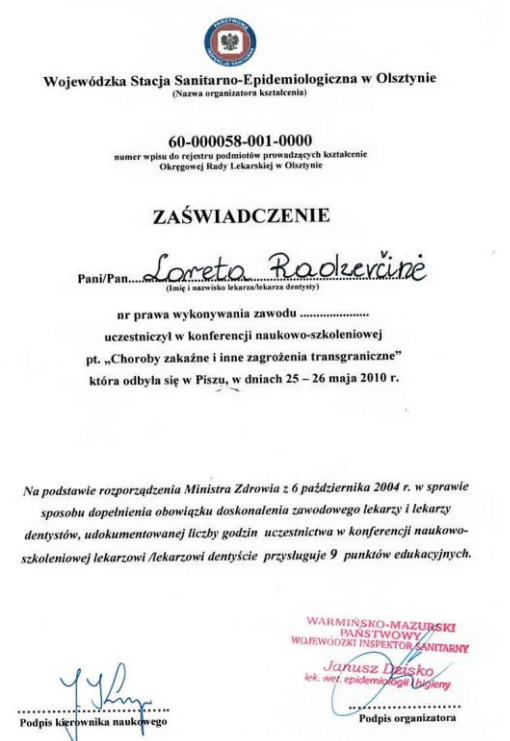 Wojewódzka Stacja Sanitarno-Epidemiologiczna w Olsztynie
(Nazwa organizatora kształcenia)
60-000058-001-0000
numer wpisu do rejestru podmiotów prowadzących kształcenie
Okręgowej Rady Lekarskiej w Olsztynie
ZAŚWIADCZENIE
Pani/Pan....Loreta Radzevčinė
(Imię i nazwisko lekarza/lekarza dentysty)
nr prawa wykonywania zawodu .....................
uczestniczył w konferencji naukowo-szkoleniowej
pt. „Choroby zakaźne i inne zagrożenia transgraniczne”
która odbyła się w Piszu, w dniach 25 – 26 maja 2010 r.
Na podstawie rozporządzenia Ministra Zdrowia z 6 października 2004 r. w sprawie
sposobu dopełnienia obowiązku doskonalenia zawodowego lekarzy i lekarzy
dentystów, udokumentowanej liczby godzin uczestnictwa w konferencji naukowo-
szkoleniowej lekarzowi /lekarzowi dentyście przysługuje 9 punktów edukacyjnych.
WARMIŃSKO-MAZURSKI
PAŃSTWOWY
WOJEWÓDZKI INSPEKTOR SANITARNY
Janusz Dzisko
lek. wet. epidemiologii i higieny
Podpis kierownika naukowego
Podpis organizatora